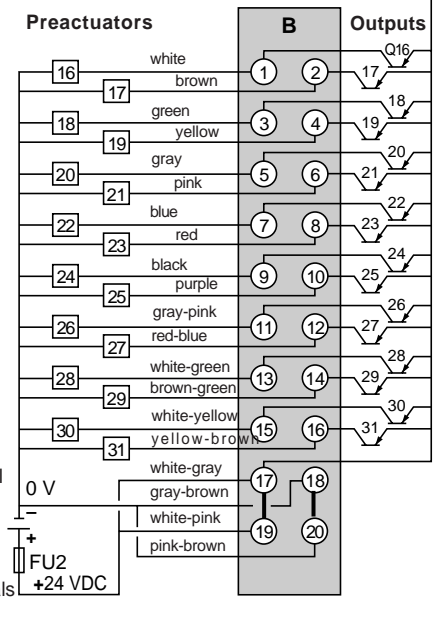 Preactuators B Outputs
Q16
white
16 1 2 17
brown
17
green 18
18 3 4 19
yellow
19
gray 20
20 5 6 21
pink
21
blue 22
22 7 8 23
red
23
black 24
24 9 10 25
purple
25
gray-pink 26
26 11 12 27
red-blue
27
white-green 28
28 13 14 29
brown-green
29
white-yellow 30
30 15 16 31
yellow-brown
31
white-gray
17 18
0 V
gray-brown
–
white-pink
19 20
+
pink-brown
FU2
+24 VDC